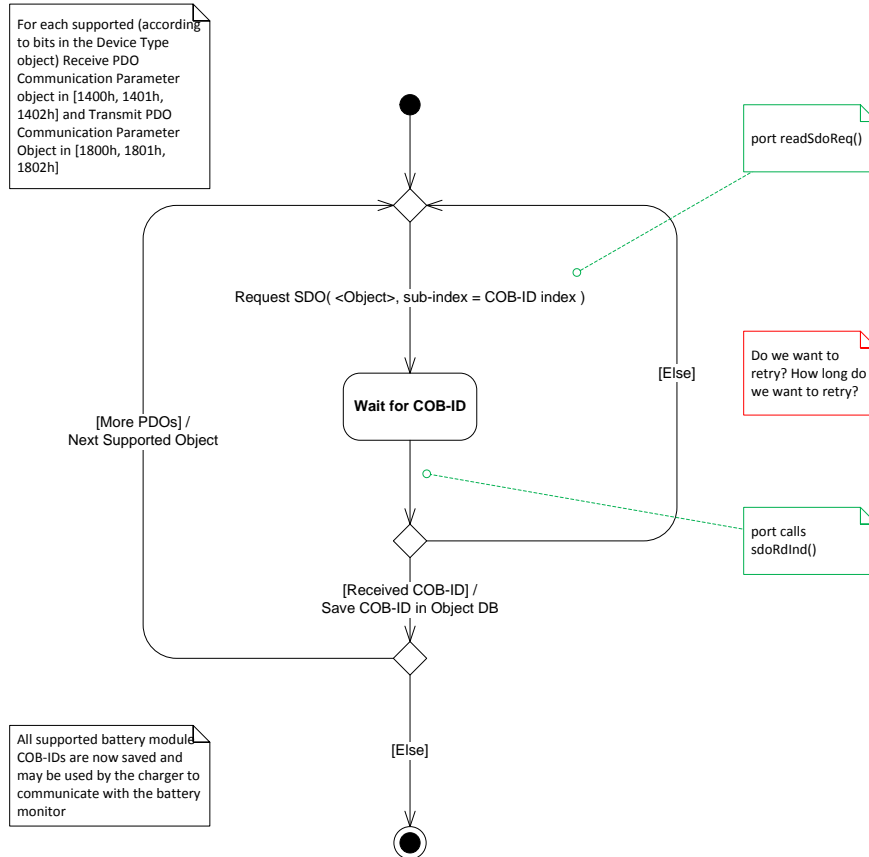 For each supported (according
to bits in the Device Type
object) Receive PDO
Communication Parameter
object in [1400h, 1401h,
1402h] and Transmit PDO
Communication Parameter
Object in [1800h, 1801h,
1802h]
port readSdoReq()
Request SDO( <Object>, sub-index = COB-ID index )
Do we want to
retry? How long do
we want to retry?
[Else]
Wait for COB-ID
[More PDOs] /
Next Supported Object
port calls
sdoRdInd()
[Received COB-ID] /
Save COB-ID in Object DB
[Else]
All supported battery module
COB-IDs are now saved and
may be used by the charger to
communicate with the battery
monitor